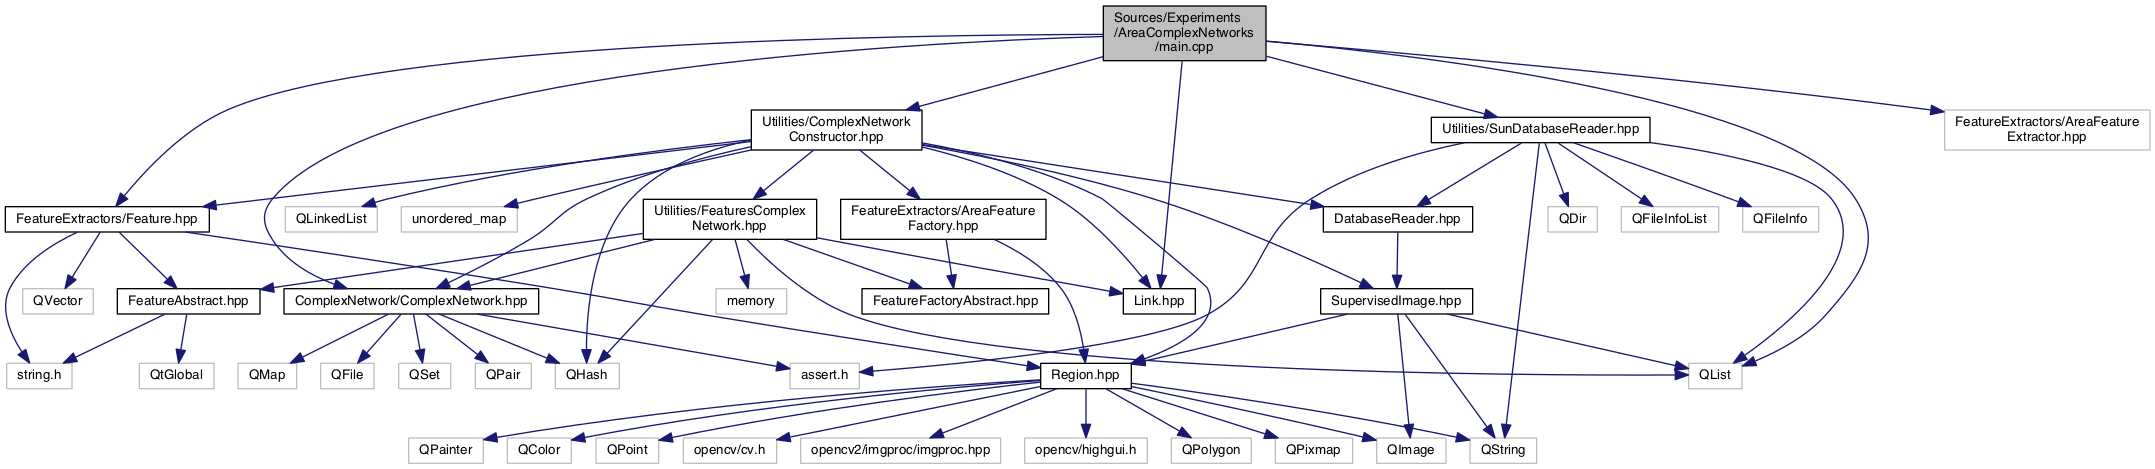 Sources/Experiments
/AreaComplexNetworks
/main.cpp
Utilities/ComplexNetwork
Constructor.hpp
Utilities/SunDatabaseReader.hpp
FeatureExtractors/AreaFeature
Extractor.hpp
FeatureExtractors/Feature.hpp
QLinkedList
unordered_map
Utilities/FeaturesComplex
Network.hpp
FeatureExtractors/AreaFeature
Factory.hpp
DatabaseReader.hpp
QDir
QFileInfoList
QFileInfo
QVector
FeatureAbstract.hpp
ComplexNetwork/ComplexNetwork.hpp
memory
FeatureFactoryAbstract.hpp
Link.hpp
SupervisedImage.hpp
string.h
QtGlobal
QMap
QFile
QSet
QPair
QHash
assert.h
Region.hpp
QList
QPainter
QColor
QPoint
opencv/cv.h
opencv2/imgproc/imgproc.hpp
opencv/highgui.h
QPolygon
QPixmap
QImage
QString